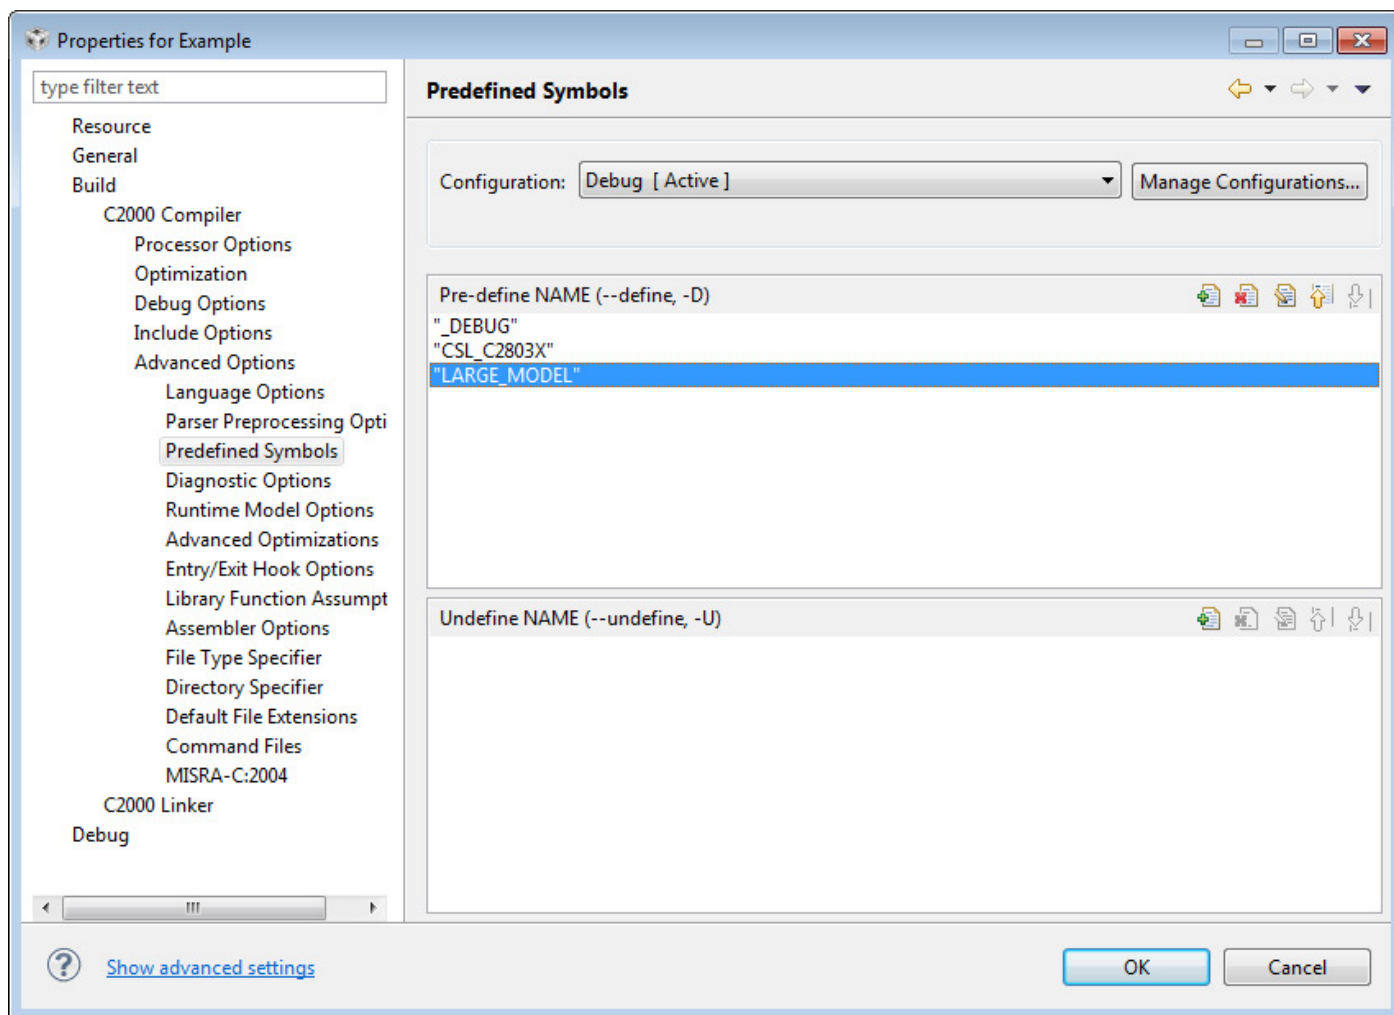 Properties for Example
type filter text
Resource
General
Build
C2000 Compiler
Processor Options
Optimization
Debug Options
Include Options
Advanced Options
Language Options
Parser Preprocessing Opti
Predefined Symbols
Diagnostic Options
Runtime Model Options
Advanced Optimizations
Entry/Exit Hook Options
Library Function Assumpt
Assembler Options
File Type Specifier
Directory Specifier
Default File Extensions
Command Files
MISRA-C:2004
C2000 Linker
Debug
Predefined Symbols
Configuration: Debug [ Active ] Manage Configurations...
Pre-define NAME (--define, -D)
"_DEBUG"
"CSL_C2803X"
"LARGE_MODEL"
Undefine NAME (--undefine, -U)
Show advanced settings
OK Cancel